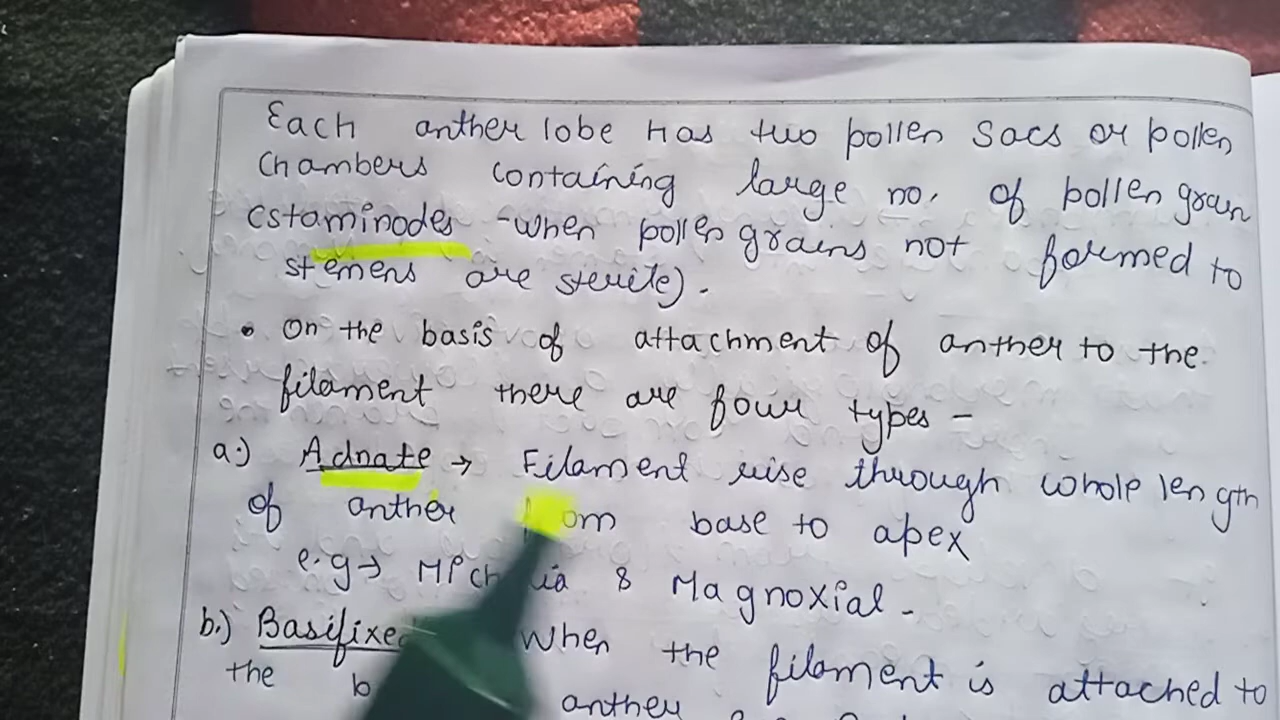 Each anther lobe has two pollen sacs or pollen
chambers containing large no. of pollen grain
(staminodes - when pollen grains not formed to
stemens are sterile).
• On the basis of attachment of anther to the
filament there are four types -
a:) Adnate → Filament rise through whole length
of anther from base to apex
e.g → & Magnoxial -
b.) Basifixed When the filament is attached to
the anther